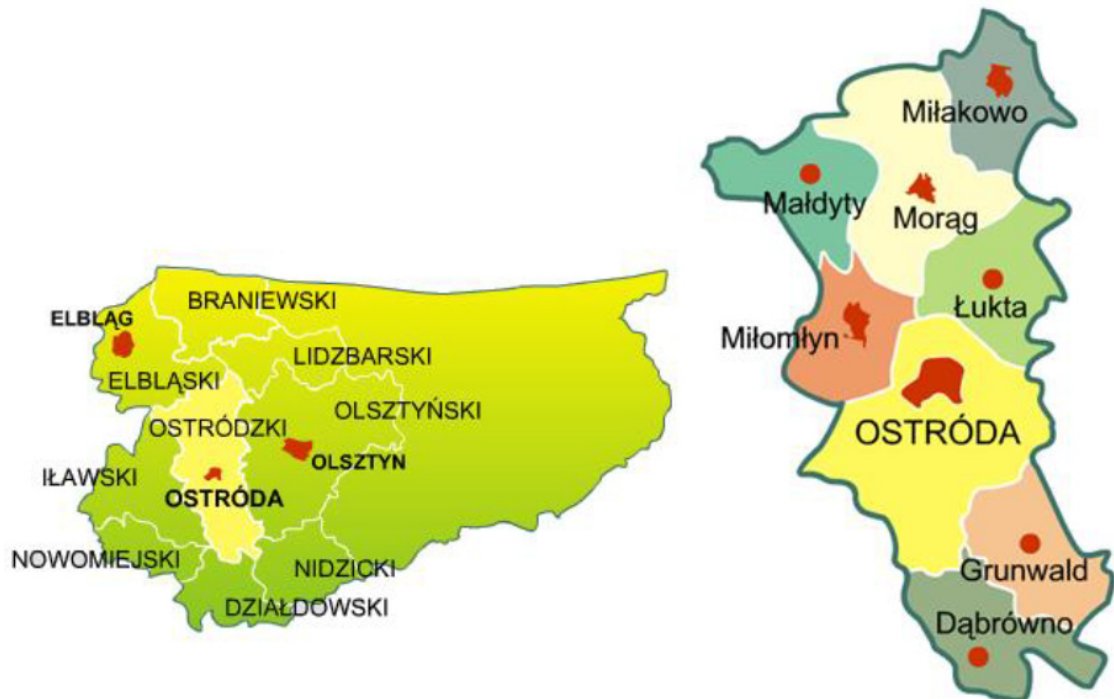 BRANIEWSKI
ELBLĄG
LIDZBARSKI
ELBLĄSKI
OLSZTYŃSKI
OSTRÓDZKI
OLSZTYN
IŁAWSKI
OSTRÓDA
NOWOMIEJSKI
NIDZICKI
DZIAŁDOWSKI
Miłakowo
Małdyty
Morąg
Łukta
Miłomłyn
OSTRÓDA
Grunwald
Dąbrówno